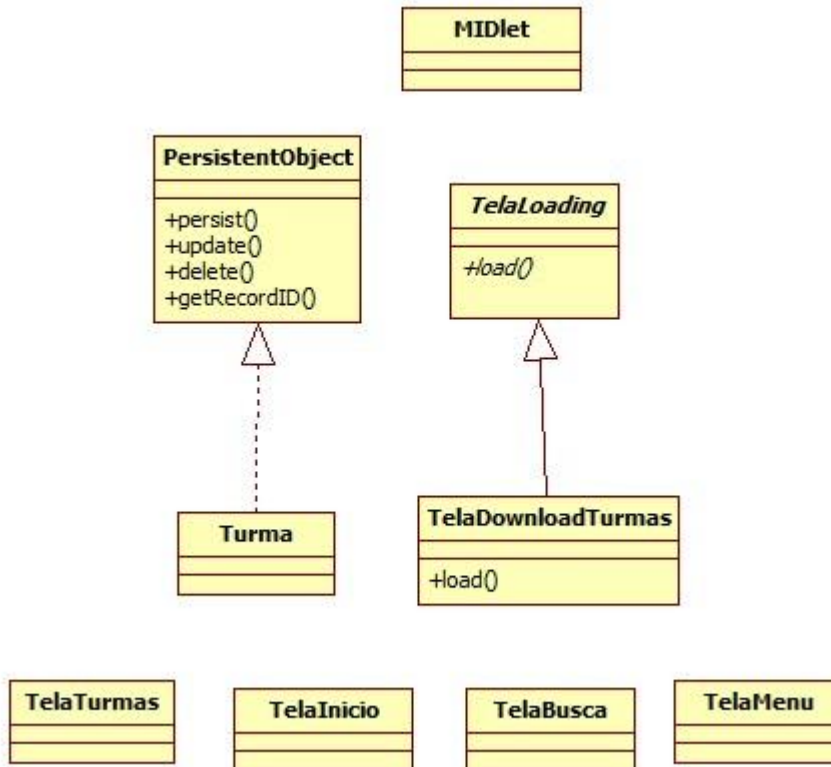 MIDlet
PersistentObject
+persist()
+update()
+delete()
+getRecordID()
TelaLoading
+load()
Turma
TelaDownloadTurmas
+load()
TelaTurmas
TelaInicio
TelaBusca
TelaMenu